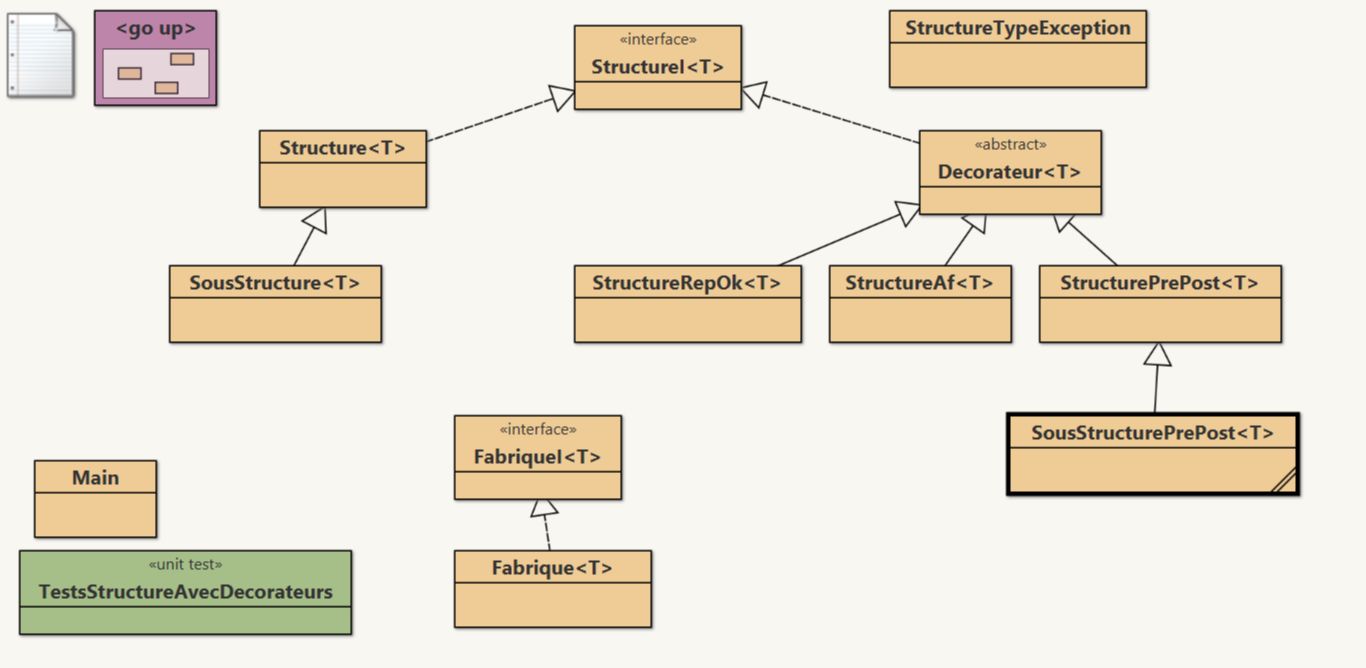 <go up>
«interface»
StructureI<T>
StructureTypeException
Structure<T>
«abstract»
Decorateur<T>
SousStructure<T>
StructureRepOk<T>
StructureAf<T>
StructurePrePost<T>
«interface»
FabriqueI<T>
SousStructurePrePost<T>
Main
«unit test»
TestsStructureAvecDecorateurs
Fabrique<T>